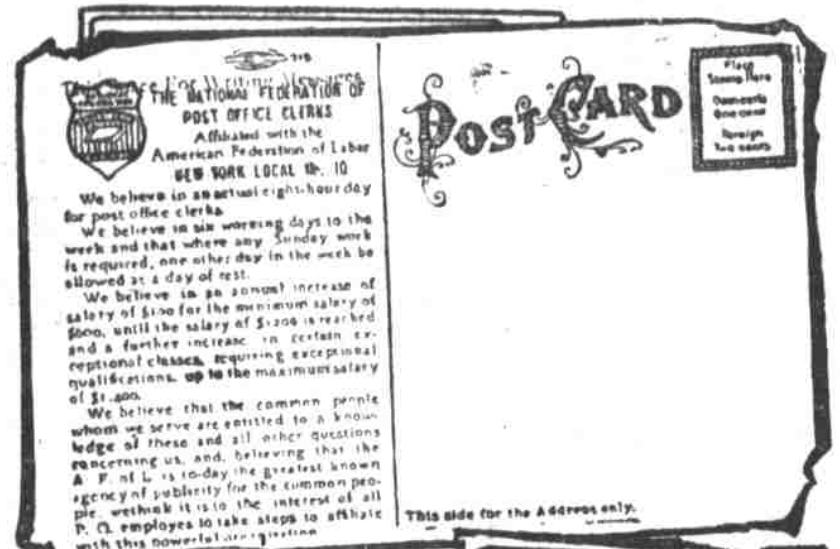 This Space For Writing Messages
THE NATIONAL FEDERATION OF
POST OFFICE CLERKS
Affiliated with the
American Federation of Labor
NEW YORK LOCAL No. 10
We believe in an actual eight-hour day
for post office clerks.
We believe in six working days to the
week and that where any Sunday work
is required, one other day in the week be
allowed as a day of rest.
We believe in an annual increase of
salary of $100 for the minimum salary of
$600, until the salary of $1200 is reached
and a further increase in certain ex-
ceptional classes, requiring exceptional
qualifications, up to the maximum salary
of $1,400.
We believe that the common people
whom we serve are entitled to a know-
ledge of these and all other questions
concerning us, and, believing that the
A. F. of L. is to-day the greatest known
agency of publicity for the common peo-
ple, we think it is to the interest of all
P. O. employes to take steps to affiliate
with this powerful organization
POST CARD
Place
Stamp Here
Domestic
One cent
Foreign
Two cents
This side for the Address only.